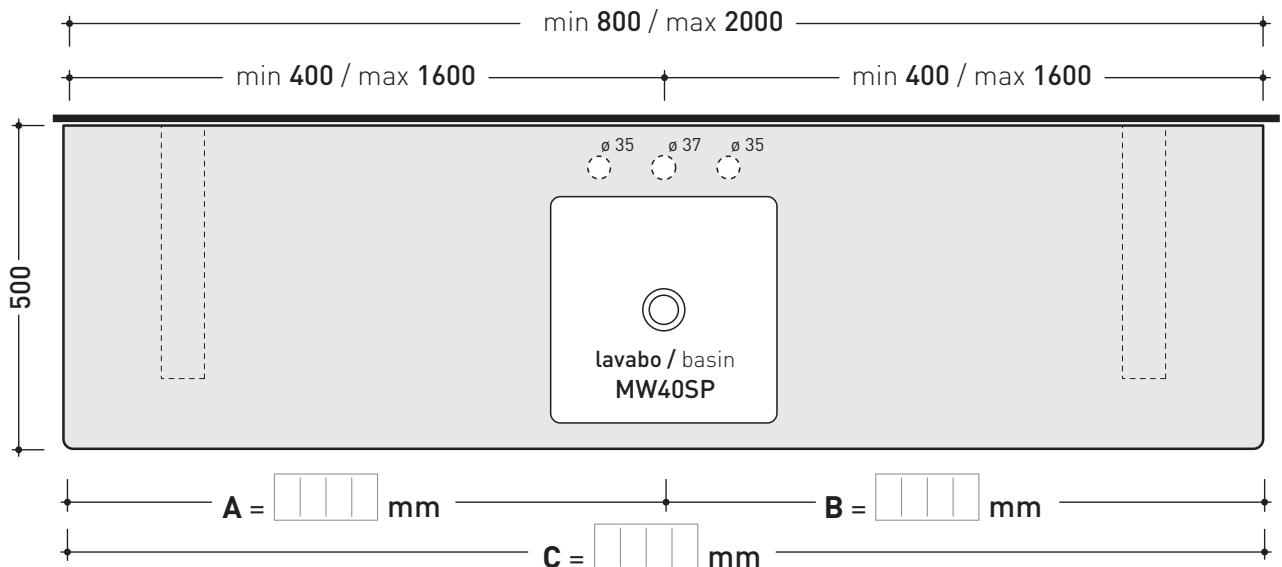 min 800 / max 2000
min 400 / max 1600
min 400 / max 1600
ø 35
ø 37
ø 35
500
lavabo / basin
MW40SP
A = mm
B = mm
C = mm